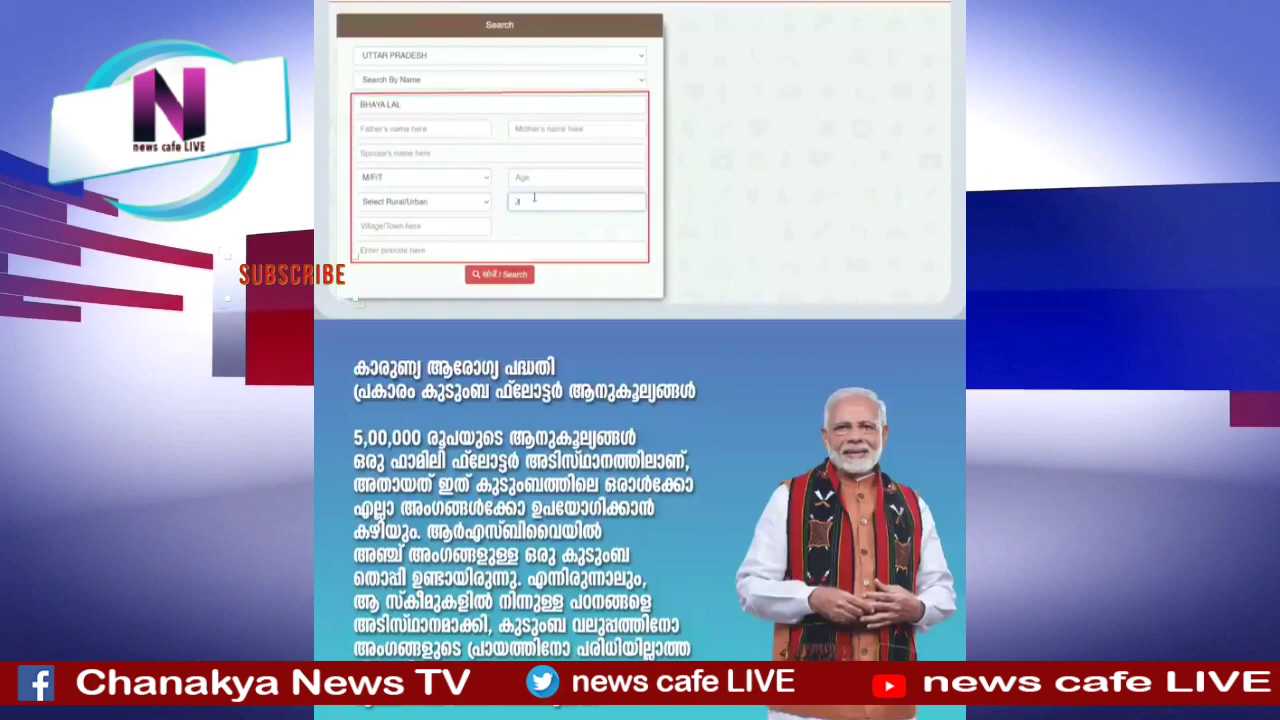 Search
UTTAR PRADESH
Search By Name
BHAYA LAL
Father's name here
Mother's name here
Spouse's name here
M/F/T
Age
Select Rural/Urban
Village/Town here
Enter pincode here
खोजें / Search
N
news cafe LIVE
SUBSCRIBE
കാരുണ്യ ആരോഗ്യ പദ്ധതി
പ്രകാരം കുടുംബ ഫ്ലോട്ടർ ആനുകൂല്യങ്ങൾ
5,00,000 രൂപയുടെ ആനുകൂല്യങ്ങൾ
ഒരു ഫാമിലി ഫ്ലോട്ടർ അടിസ്ഥാനത്തിലാണ്,
അതായത് ഇത് കുടുംബത്തിലെ ഒരാൾക്കോ
എല്ലാ അംഗങ്ങൾക്കോ ഉപയോഗിക്കാൻ
കഴിയും. ആർഎസ്ബിവൈയിൽ
അഞ്ച് അംഗങ്ങളുള്ള ഒരു കുടുംബ
തൊപ്പി ഉണ്ടായിരുന്നു. എന്നിരുന്നാലും,
ആ സ്കീമുകളിൽ നിന്നുള്ള പഠനങ്ങളെ
അടിസ്ഥാനമാക്കി, കുടുംബ വലുപ്പത്തിനോ
അംഗങ്ങളുടെ പ്രായത്തിനോ പരിധിയില്ലാത്ത
Chanakya News TV
news cafe LIVE
news cafe LIVE